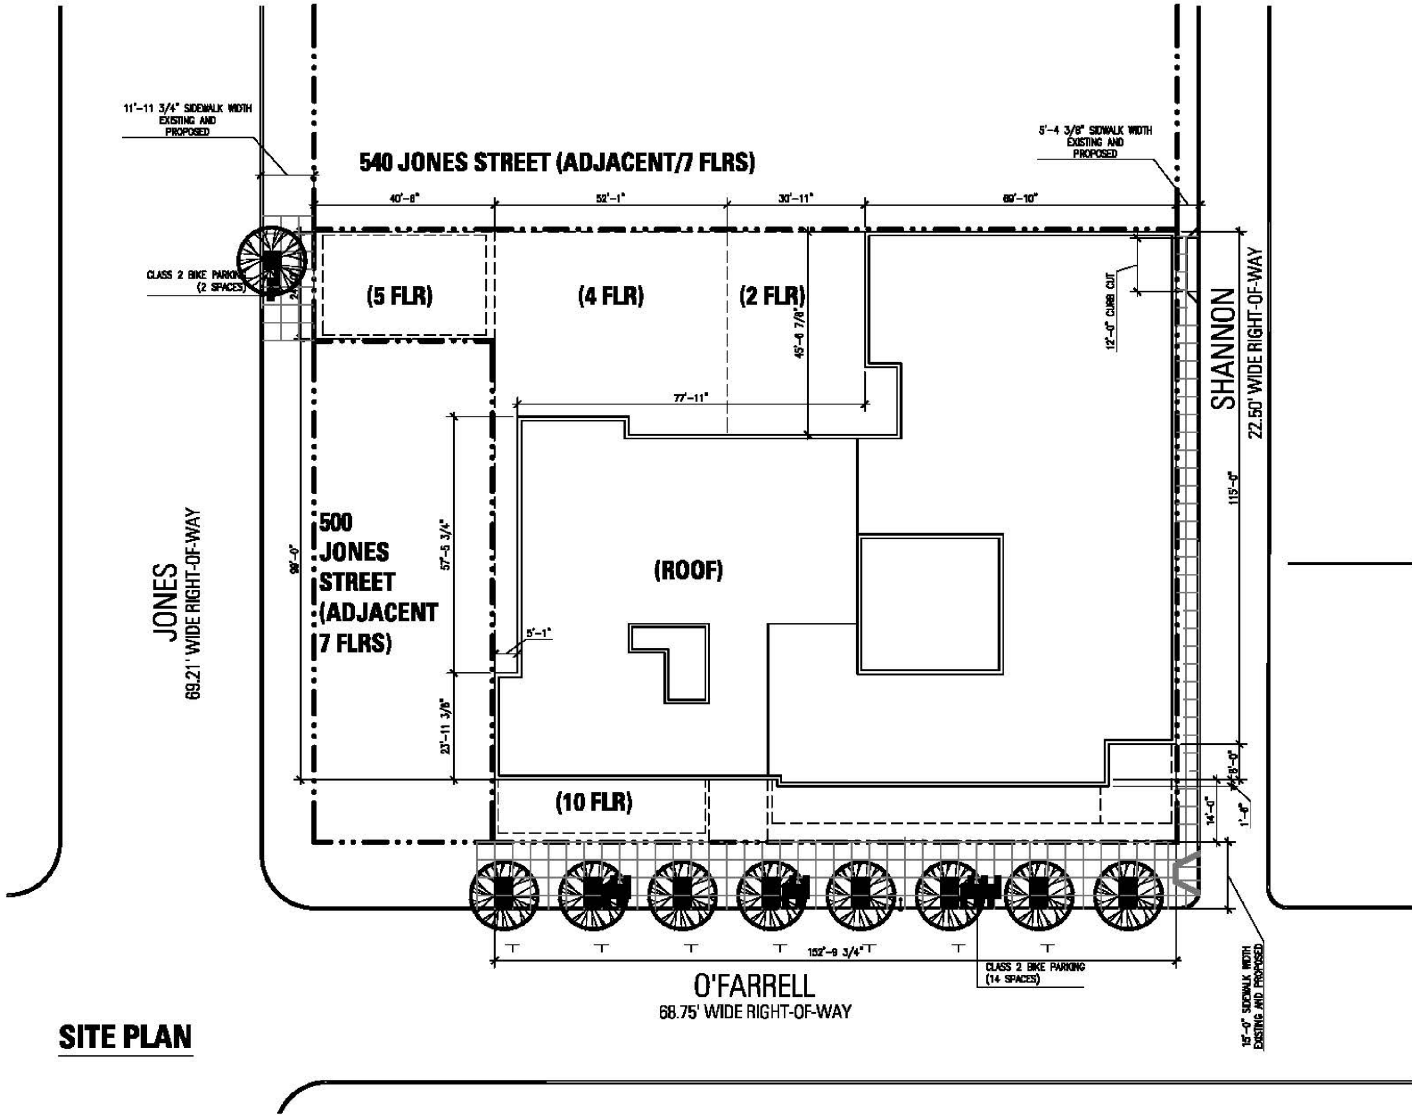 11'-11 3/4" SIDEWALK WIDTH
EXISTING AND
PROPOSED
5'-4 3/8" SIDWALK WIDTH
EXISTING AND
PROPOSED
540 JONES STREET (ADJACENT/7 FLRS)
52'-1"
30'-11"
69'-10"
CLASS 2 BIKE PARKING
(2 SPACES)
(5 FLR)
(4 FLR)
(2 FLR)
45'-6 7/8"
12'-0" CURB CUT
SHANNON
22.50' WIDE RIGHT-OF-WAY
77'-11"
115'-0"
500
JONES
STREET
(ADJACENT
7 FLRS)
57'-5 3/4"
99'-0"
JONES
69.21' WIDE RIGHT-OF-WAY
(ROOF)
5'-1"
23'-11 3/8"
(10 FLR)
14'-0"
152'-9 3/4"
CLASS 2 BIKE PARKING
(14 SPACES)
15'-0" SIDEWALK WIDTH
EXISTING AND PROPOSED
O'FARRELL
68.75' WIDE RIGHT-OF-WAY
SITE PLAN